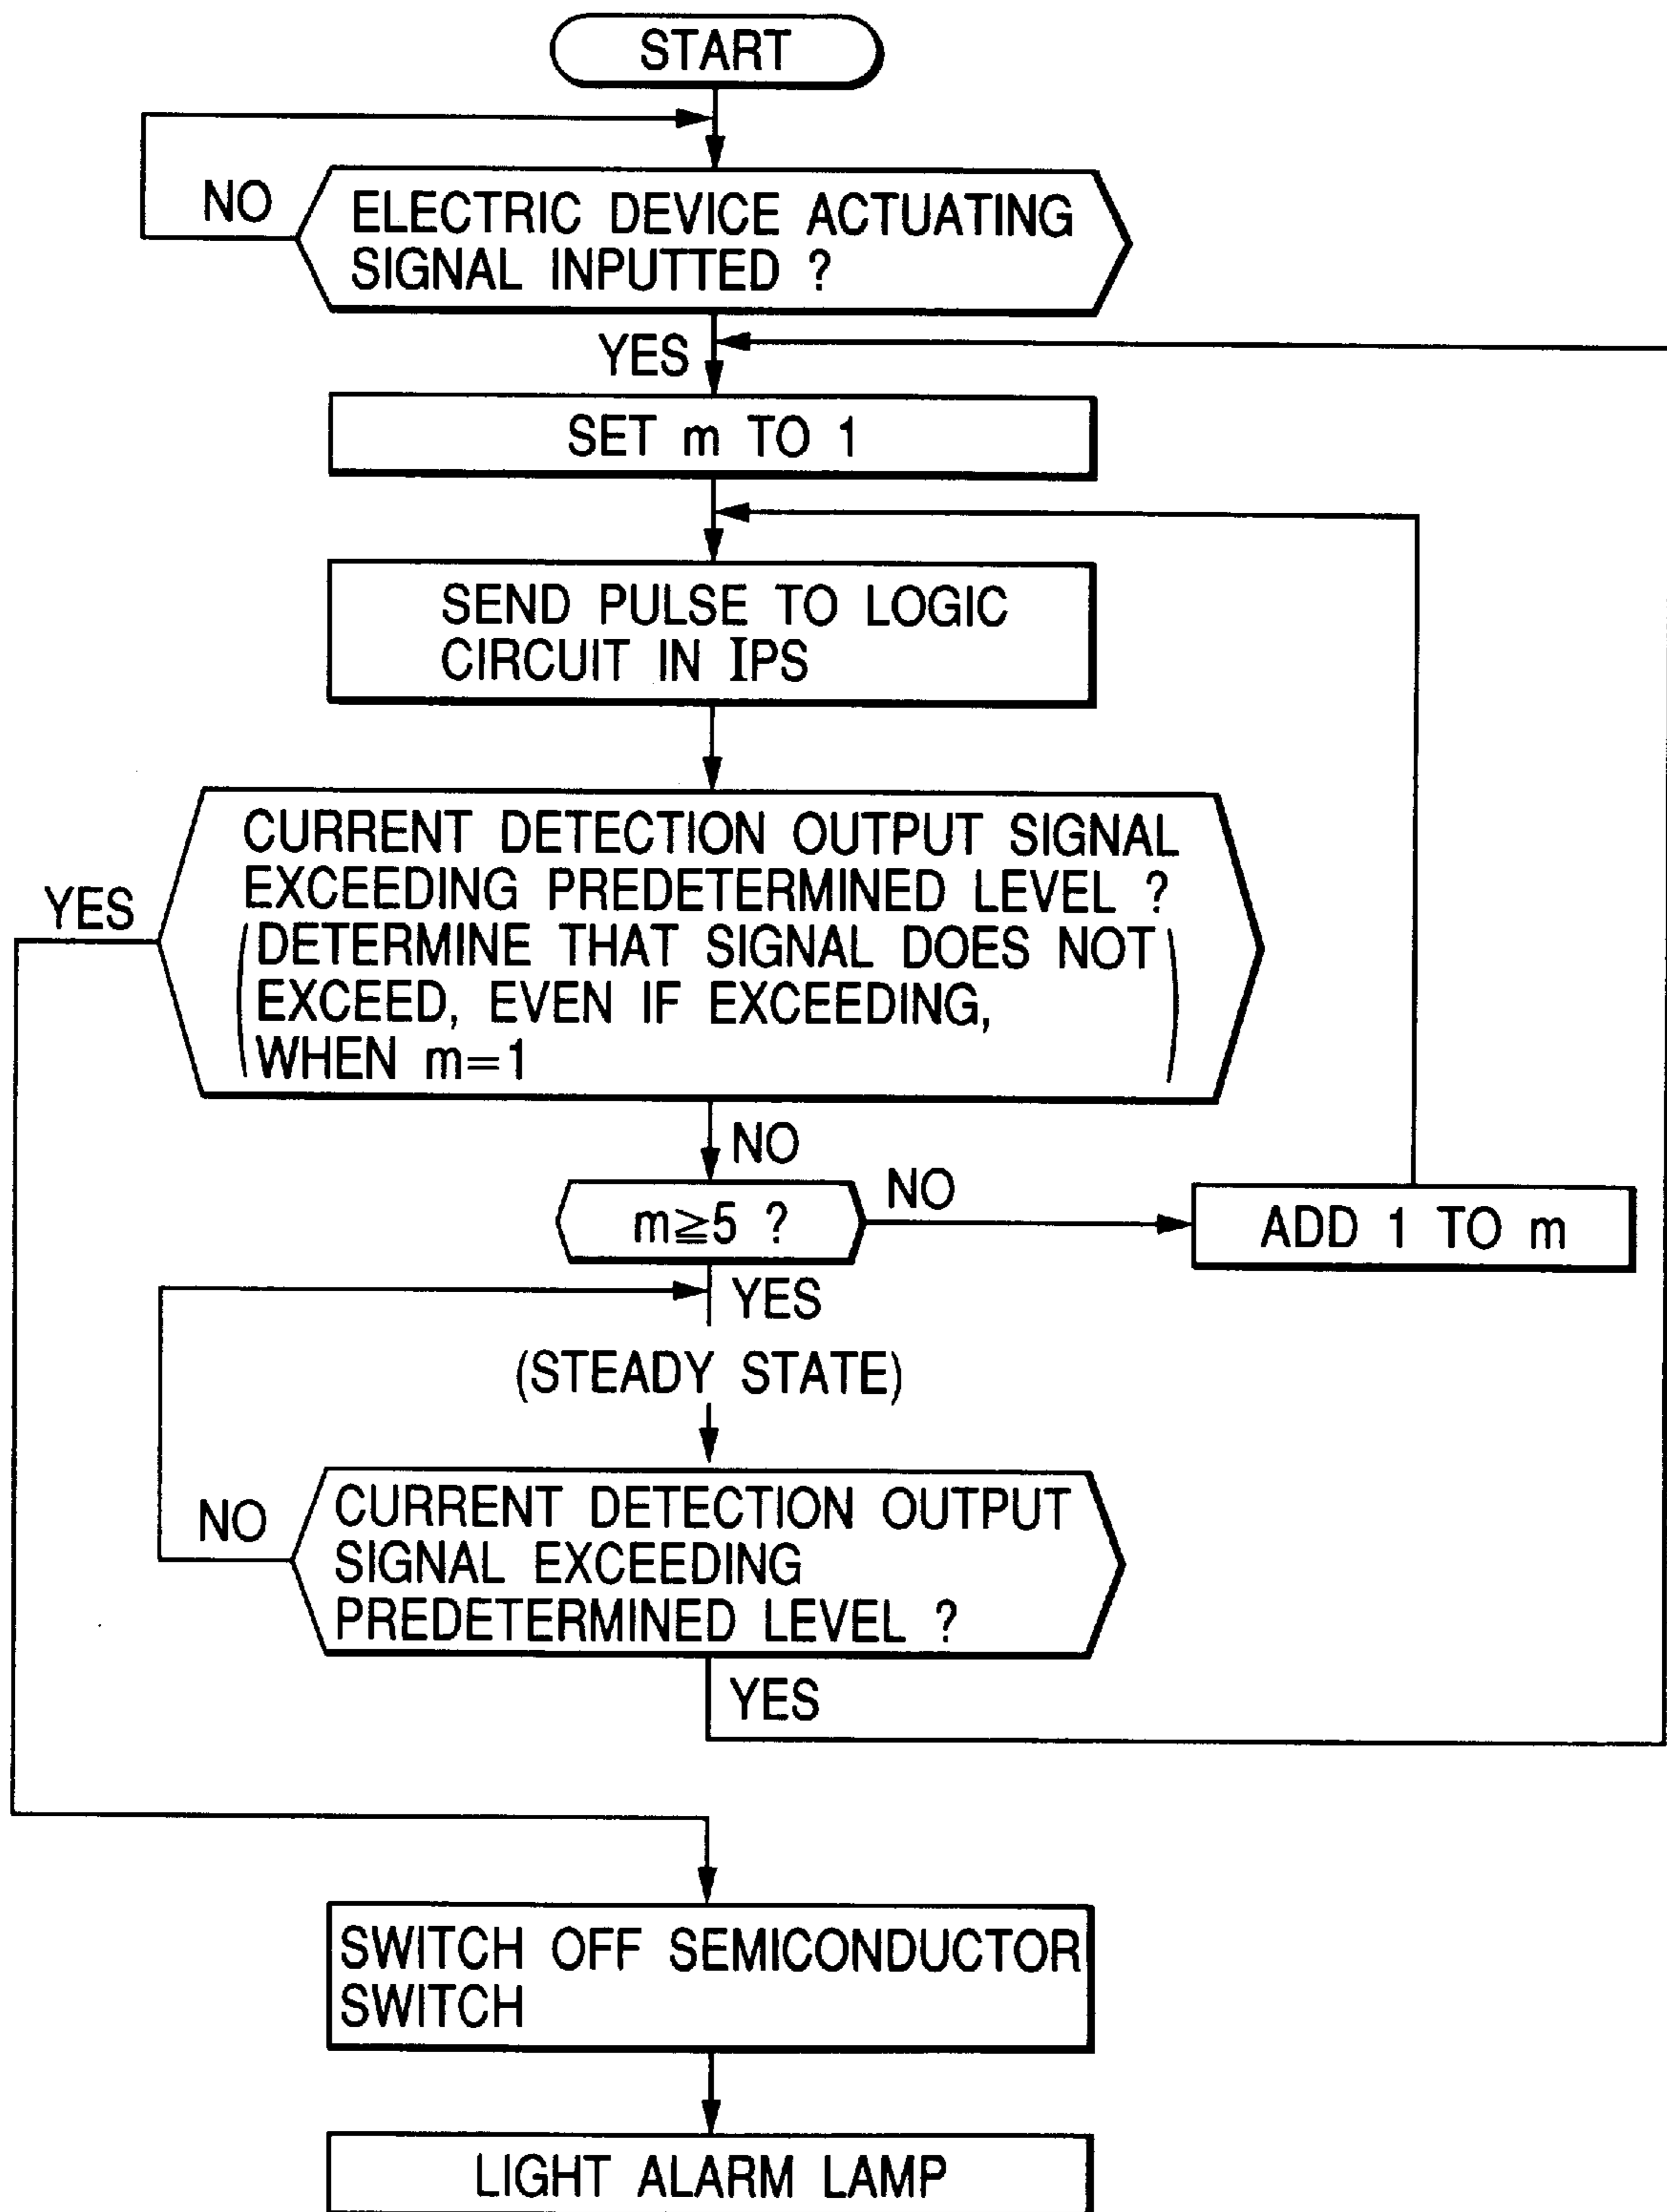 START
NO
ELECTRIC DEVICE ACTUATING
SIGNAL INPUTTED ?
YES
SET m TO 1
SEND PULSE TO LOGIC
CIRCUIT IN IPS
CURRENT DETECTION OUTPUT SIGNAL
EXCEEDING PREDETERMINED LEVEL ?
(DETERMINE THAT SIGNAL DOES NOT
EXCEED, EVEN IF EXCEEDING,
WHEN m=1)
YES
NO
m≧5 ?
NO
ADD 1 TO m
YES
(STEADY STATE)
NO
CURRENT DETECTION OUTPUT
SIGNAL EXCEEDING
PREDETERMINED LEVEL ?
YES
SWITCH OFF SEMICONDUCTOR
SWITCH
LIGHT ALARM LAMP